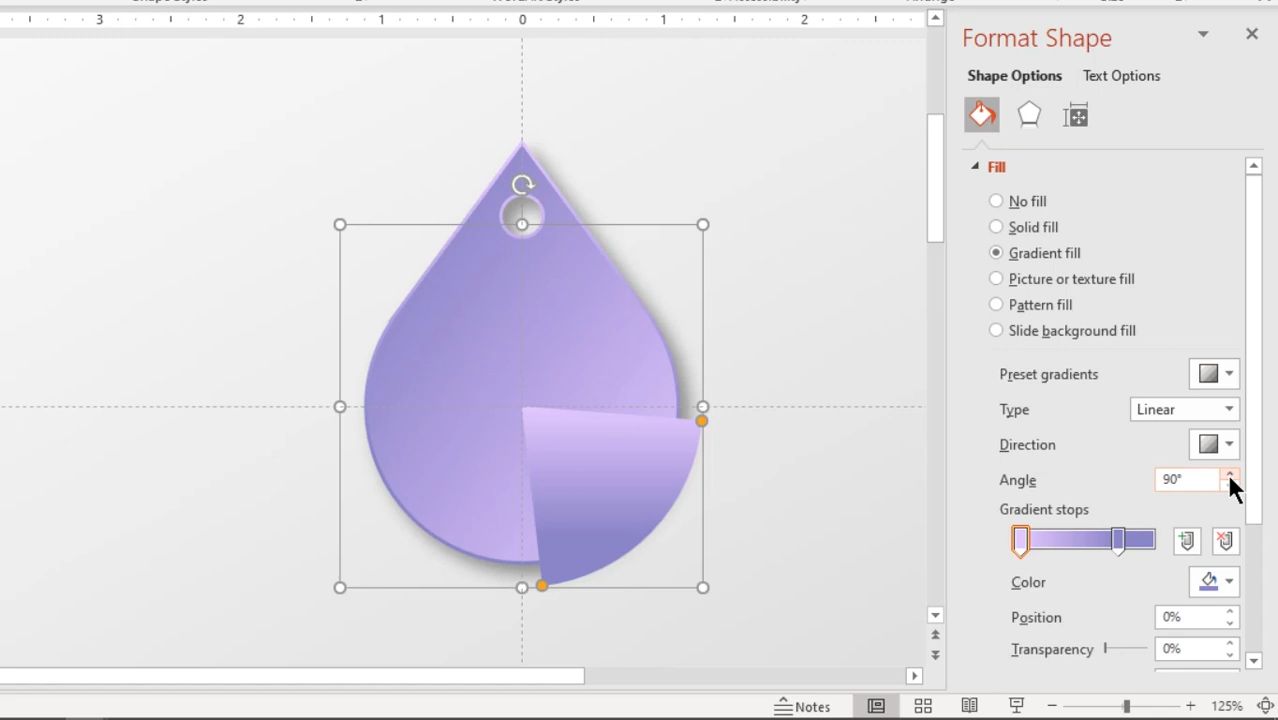 3 2 1 0 1 2
Format Shape
Shape Options Text Options
Fill
No fill
Solid fill
Gradient fill
Picture or texture fill
Pattern fill
Slide background fill
Preset gradients
Type Linear
Direction
Angle 90°
Gradient stops
Color
Position 0%
Transparency 0%
Notes 125%